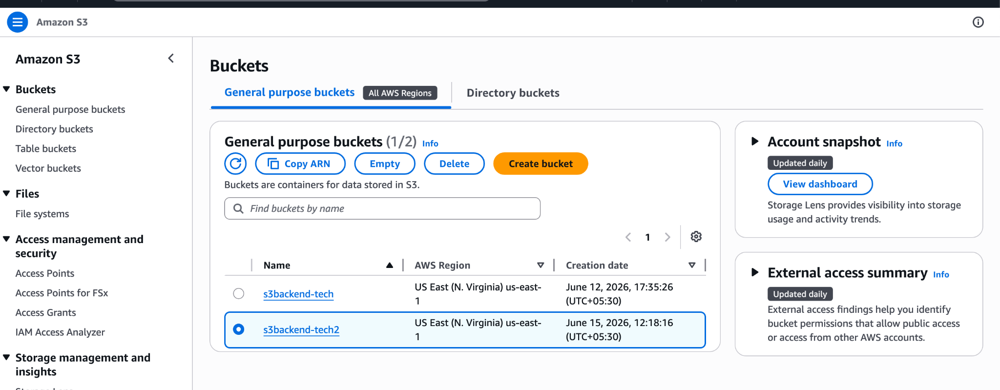 Amazon S3
Amazon S3
Buckets
General purpose buckets
Directory buckets
Table buckets
Vector buckets
Files
File systems
Access management and
security
Access Points
Access Points for FSx
Access Grants
IAM Access Analyzer
Storage management and
insights
Buckets
General purpose buckets All AWS Regions
Directory buckets
General purpose buckets (1/2) Info
Copy ARN Empty Delete Create bucket
Buckets are containers for data stored in S3.
Find buckets by name
1
Name AWS Region Creation date
s3backend-tech
US East (N. Virginia) us-east-
1
June 12, 2026, 17:35:26
(UTC+05:30)
s3backend-tech2
US East (N. Virginia) us-east-
1
June 15, 2026, 12:18:16
(UTC+05:30)
Account snapshot Info
Updated daily
View dashboard
Storage Lens provides visibility into storage
usage and activity trends.
External access summary Info
Updated daily
External access findings help you identify
bucket permissions that allow public access
or access from other AWS accounts.